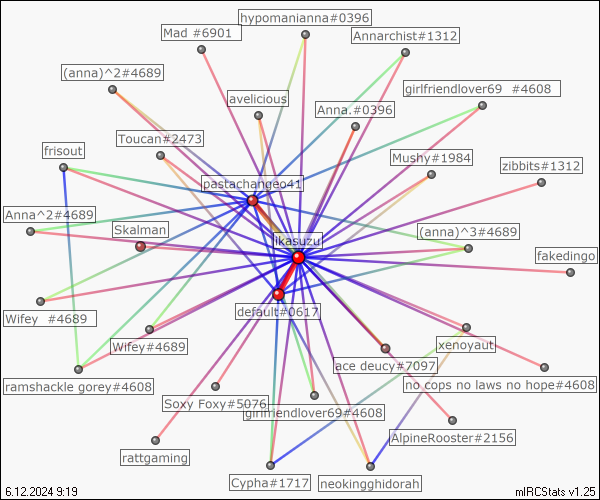 hypomanianna#0396
Mad #6901
Annarchist#1312
(anna)^2#4689
girlfriendlover69 #4608
avelicious
Anna.#0396
Toucan#2473
frisout
Mushy#1984
zibbits#1312
pastachangeo41
Anna^2#4689
Skalman
(anna)^3#4689
ikasuzu
fakedingo
default#0617
Wifey #4689
Wifey#4689
xenoyaut
ace deucy#7097
ramshackle gorey#4608
no cops no laws no hope#4608
Soxy Foxy#5076
girlfriendlover69#4608
AlpineRooster#2156
rattgaming
Cypha#1717
neokingghidorah
6.12.2024 9:19
mIRCStats v1.25